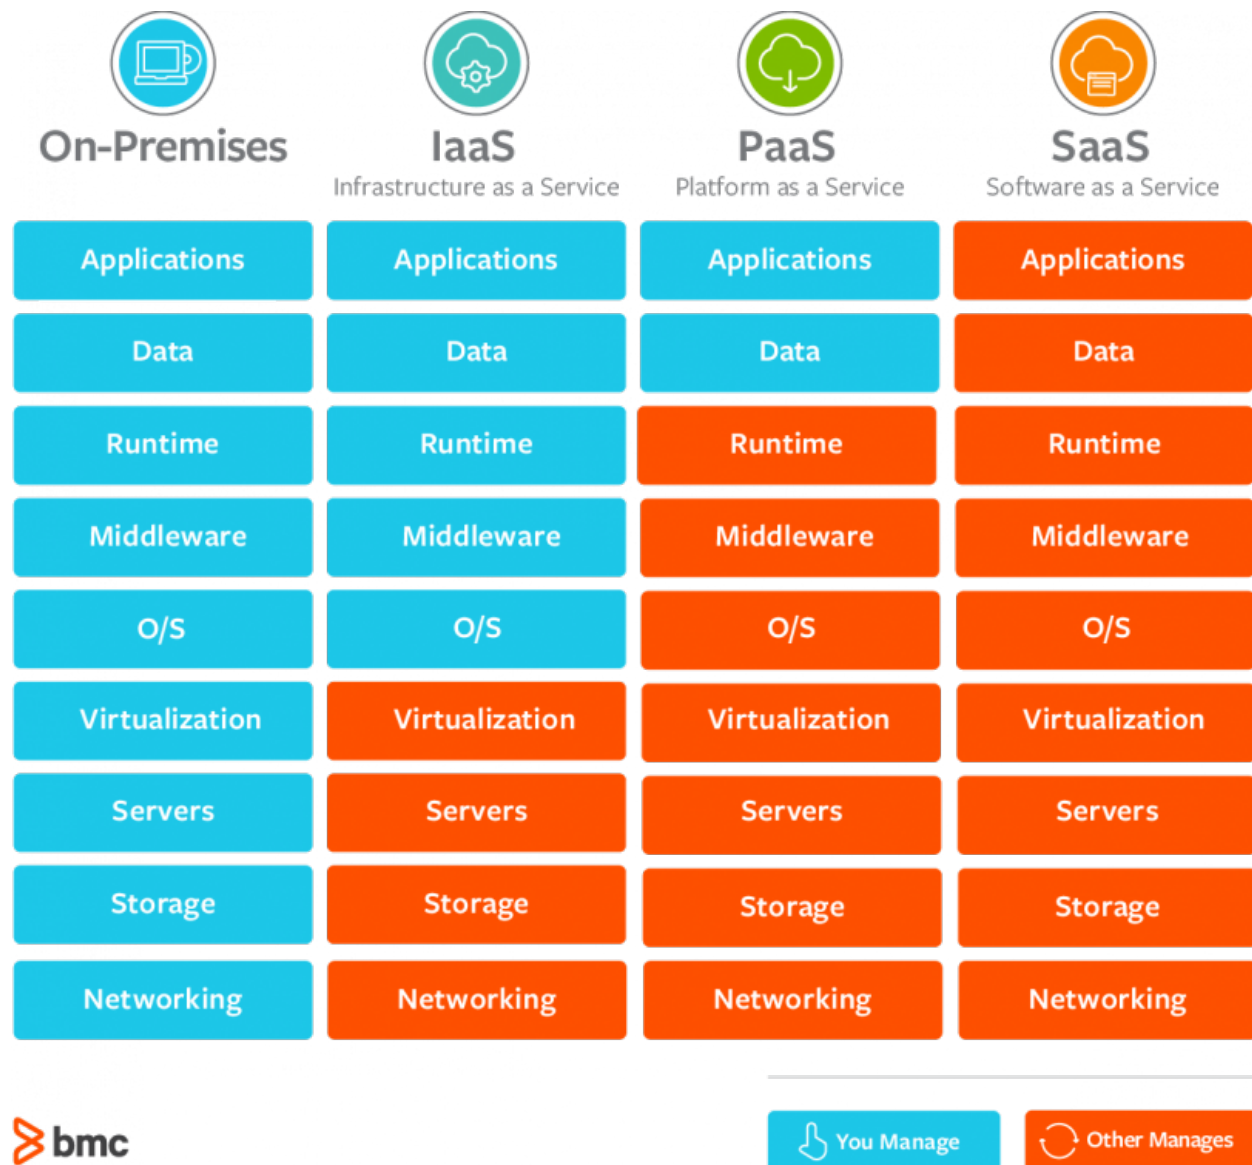 On-Premises IaaS PaaS SaaS
Infrastructure as a Service Platform as a Service Software as a Service
Applications Applications Applications Applications
Data Data Data Data
Runtime Runtime Runtime Runtime
Middleware Middleware Middleware Middleware
O/S O/S O/S O/S
Virtualization Virtualization Virtualization Virtualization
Servers Servers Servers Servers
Storage Storage Storage Storage
Networking Networking Networking Networking
bmc You Manage Other Manages